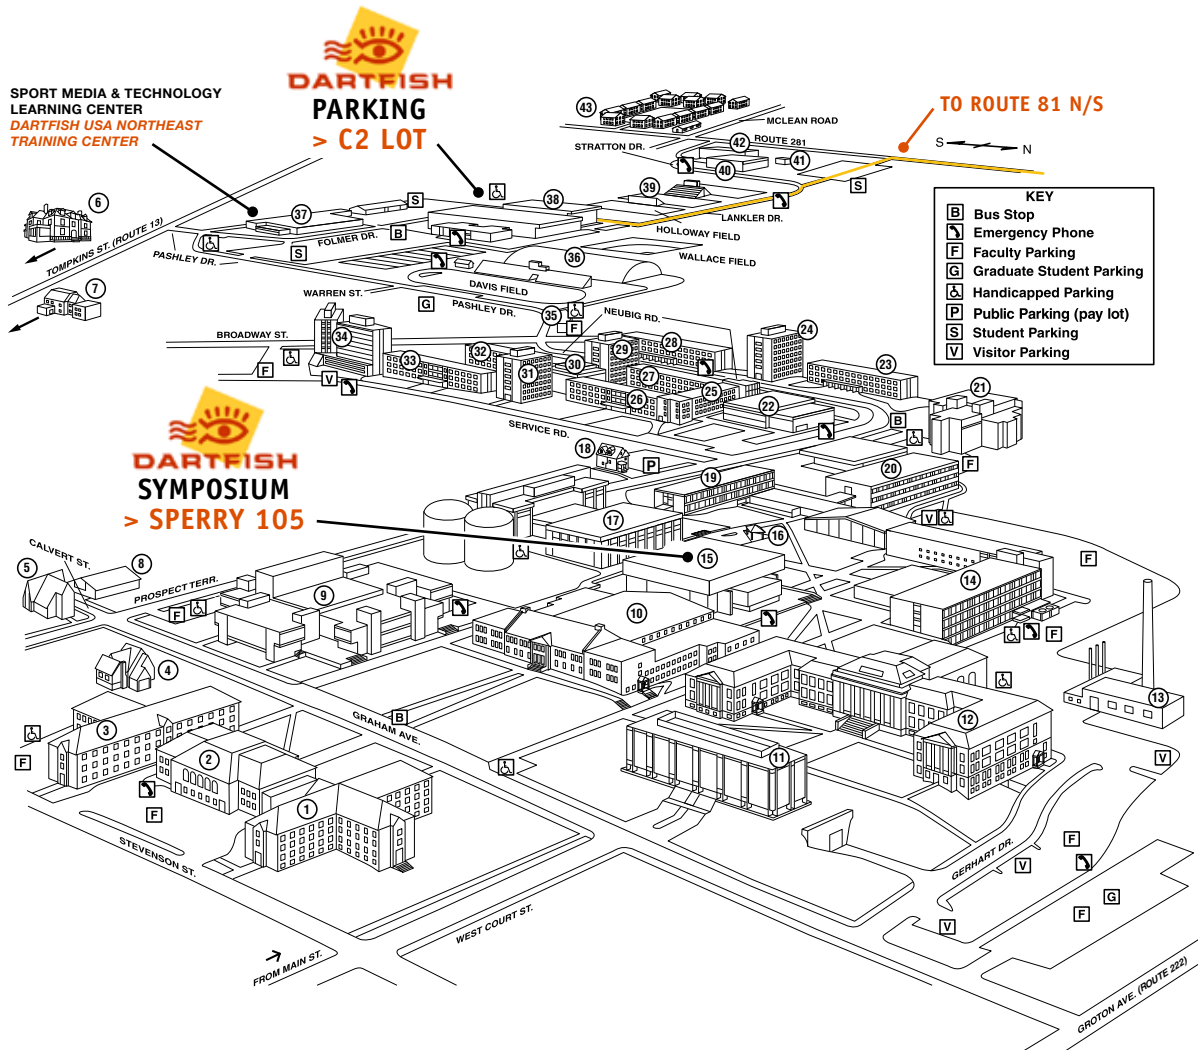 DARTFISH
PARKING
> C2 LOT
SPORT MEDIA & TECHNOLOGY
LEARNING CENTER
DARTFISH USA NORTHEAST
TRAINING CENTER
TO ROUTE 81 N/S
S N
43
MCLEAN ROAD
STRATTON DR.
ROUTE 281
42
41
40
39
38
37
36
S
S
S
B
LANKLER DR.
HOLLOWAY FIELD
WALLACE FIELD
FOLMER DR.
PASHLEY DR.
TOMPKINS ST. (ROUTE 13)
6
7
KEY
B Bus Stop
Emergency Phone
F Faculty Parking
G Graduate Student Parking
Handicapped Parking
P Public Parking (pay lot)
S Student Parking
V Visitor Parking
DAVIS FIELD
WARREN ST.
G
PASHLEY DR.
35
F
NEUBIG RD.
BROADWAY ST.
34
33
32
31
30
29
28
27
26
25
24
23
22
21
F
V
B
F
SERVICE RD.
DARTFISH
SYMPOSIUM
> SPERRY 105
18
P
19
20
17
16
15
V
F
14
F
CALVERT ST.
5
8
PROSPECT TERR.
F
9
10
4
GRAHAM AVE.
B
3
F
2
F
1
11
12
13
V
STEVENSON ST.
WEST COURT ST.
FROM MAIN ST.
GERHART DR.
F
V
G
F
V
GROTON AVE. (ROUTE 222)